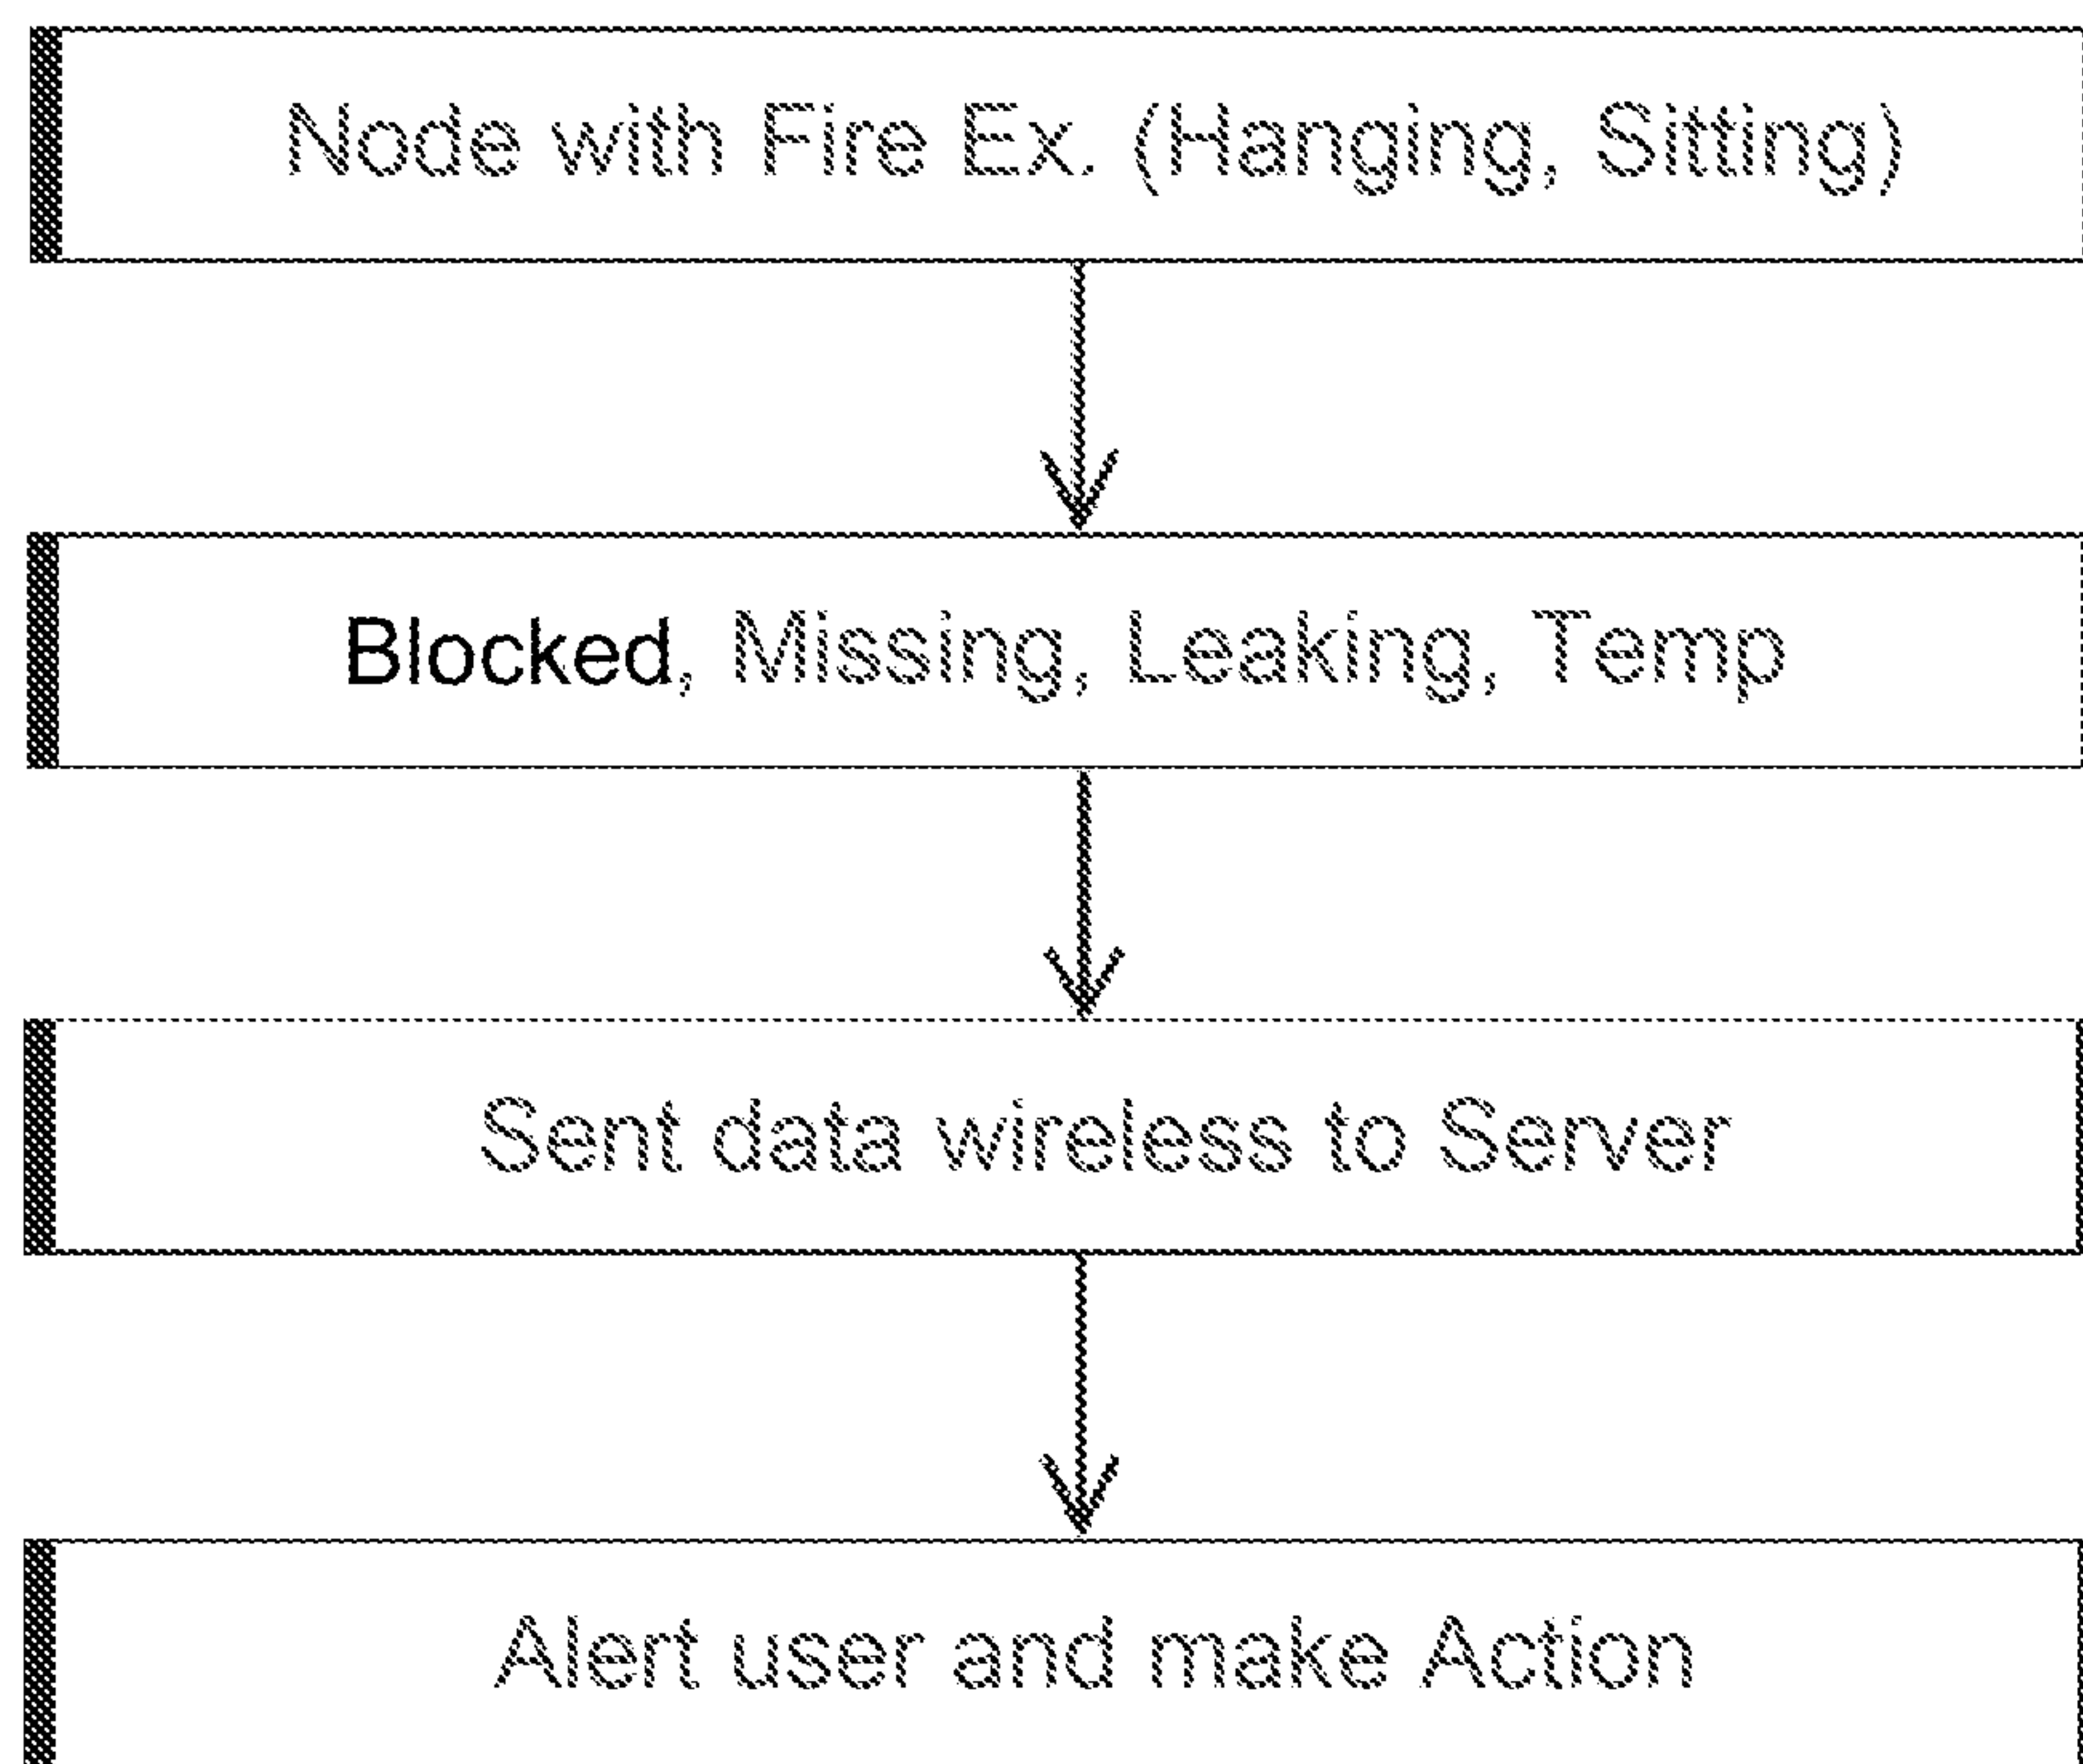 Node with Fire Ex. (Hanging, Sitting)
Blocked, Missing, Leaking, Temp
Sent data wireless to Server
Alert user and make Action